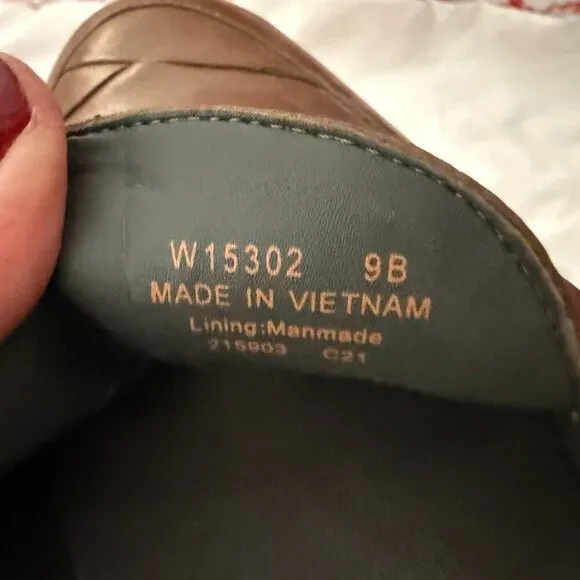 W15302 9B
MADE IN VIETNAM
Lining:Manmade
215903 C21